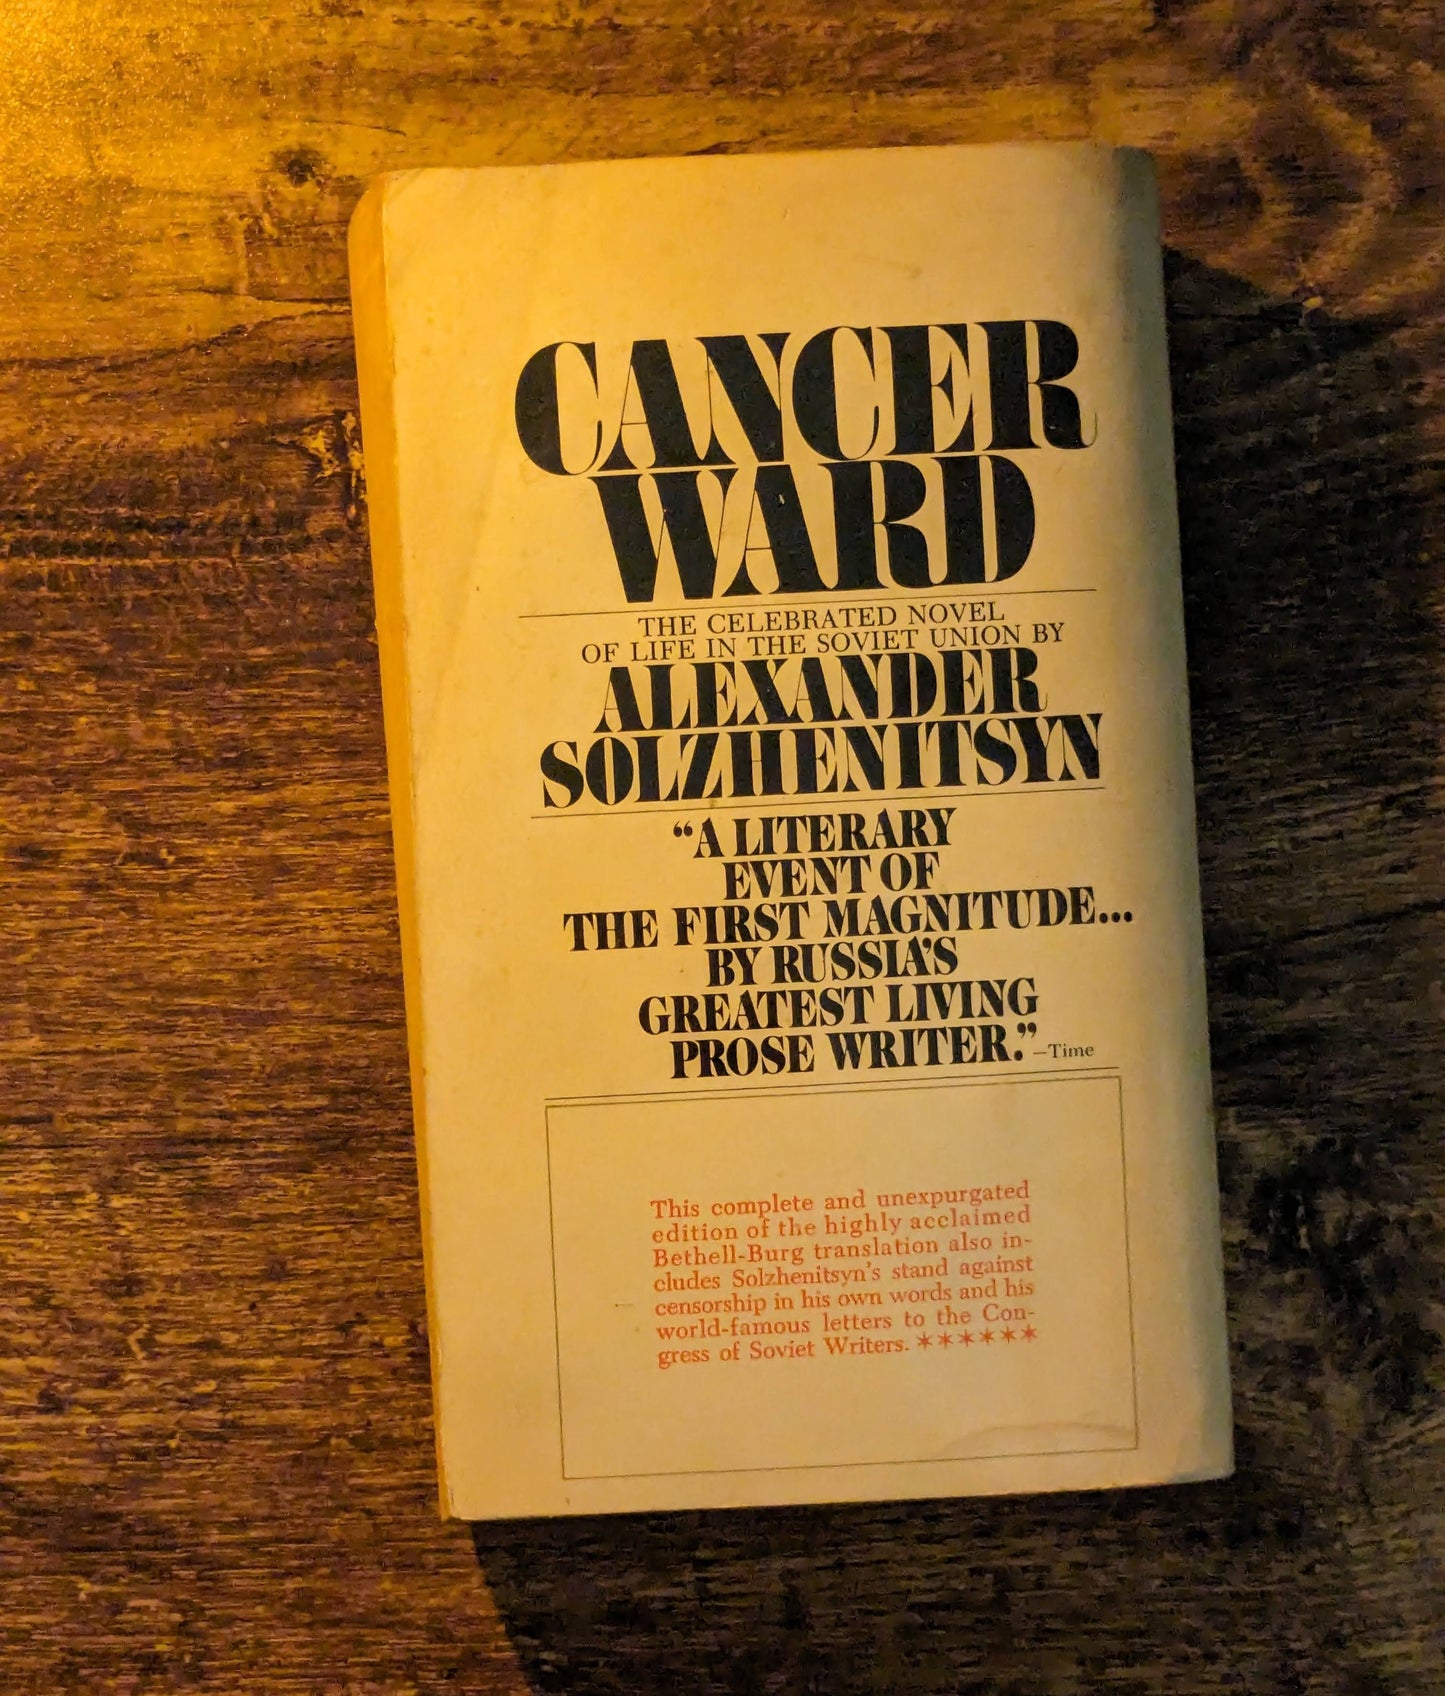 CANCER
WARD
THE CELEBRATED NOVEL
OF LIFE IN THE SOVIET UNION BY
ALEXANDER
SOLZHENITSYN
“A LITERARY
EVENT OF
THE FIRST MAGNITUDE...
BY RUSSIA’S
GREATEST LIVING
PROSE WRITER.” —Time
This complete and unexpurgated
edition of the highly acclaimed
Bethell-Burg translation also in-
cludes Solzhenitsyn’s stand against
censorship in his own words and his
world-famous letters to the Con-
gress of Soviet Writers. ✶✶✶✶✶✶